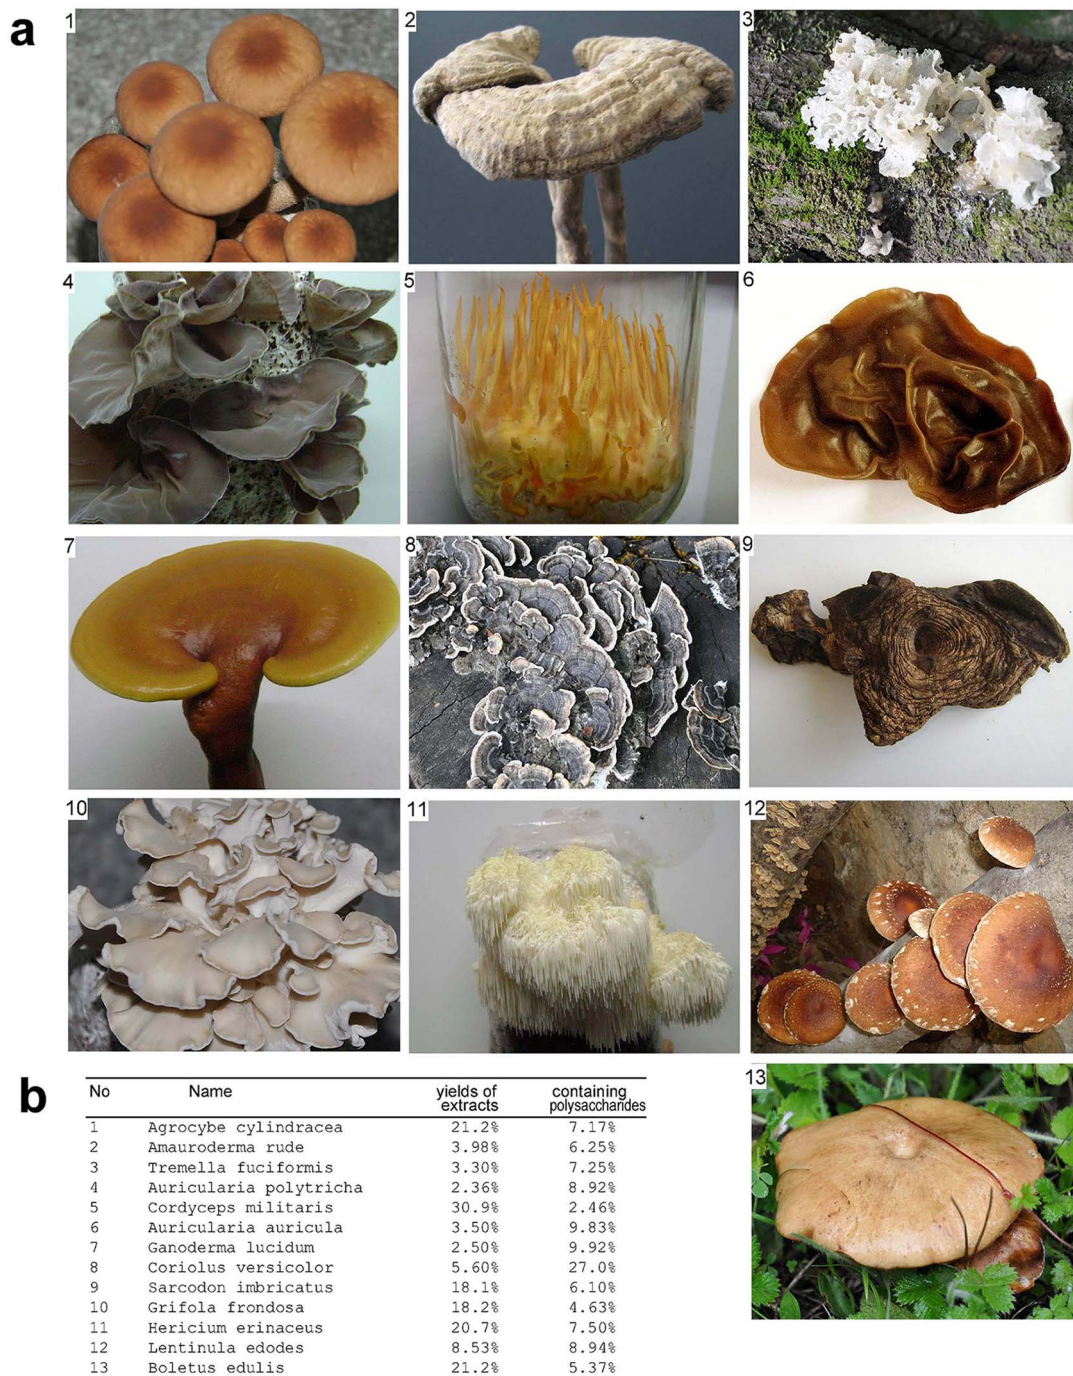 a
1
2
3
4
5
6
7
8
9
10
11
12
13
b
No Name yields of extracts containing polysaccharides
1 Agrocybe cylindracea 21.2% 7.17%
2 Amauroderma rude 3.98% 6.25%
3 Tremella fuciformis 3.30% 7.25%
4 Auricularia polytricha 2.36% 8.92%
5 Cordyceps militaris 30.9% 2.46%
6 Auricularia auricula 3.50% 9.83%
7 Ganoderma lucidum 2.50% 9.92%
8 Coriolus versicolor 5.60% 27.0%
9 Sarcodon imbricatus 18.1% 6.10%
10 Grifola frondosa 18.2% 4.63%
11 Hericium erinaceus 20.7% 7.50%
12 Lentinula edodes 8.53% 8.94%
13 Boletus edulis 21.2% 5.37%